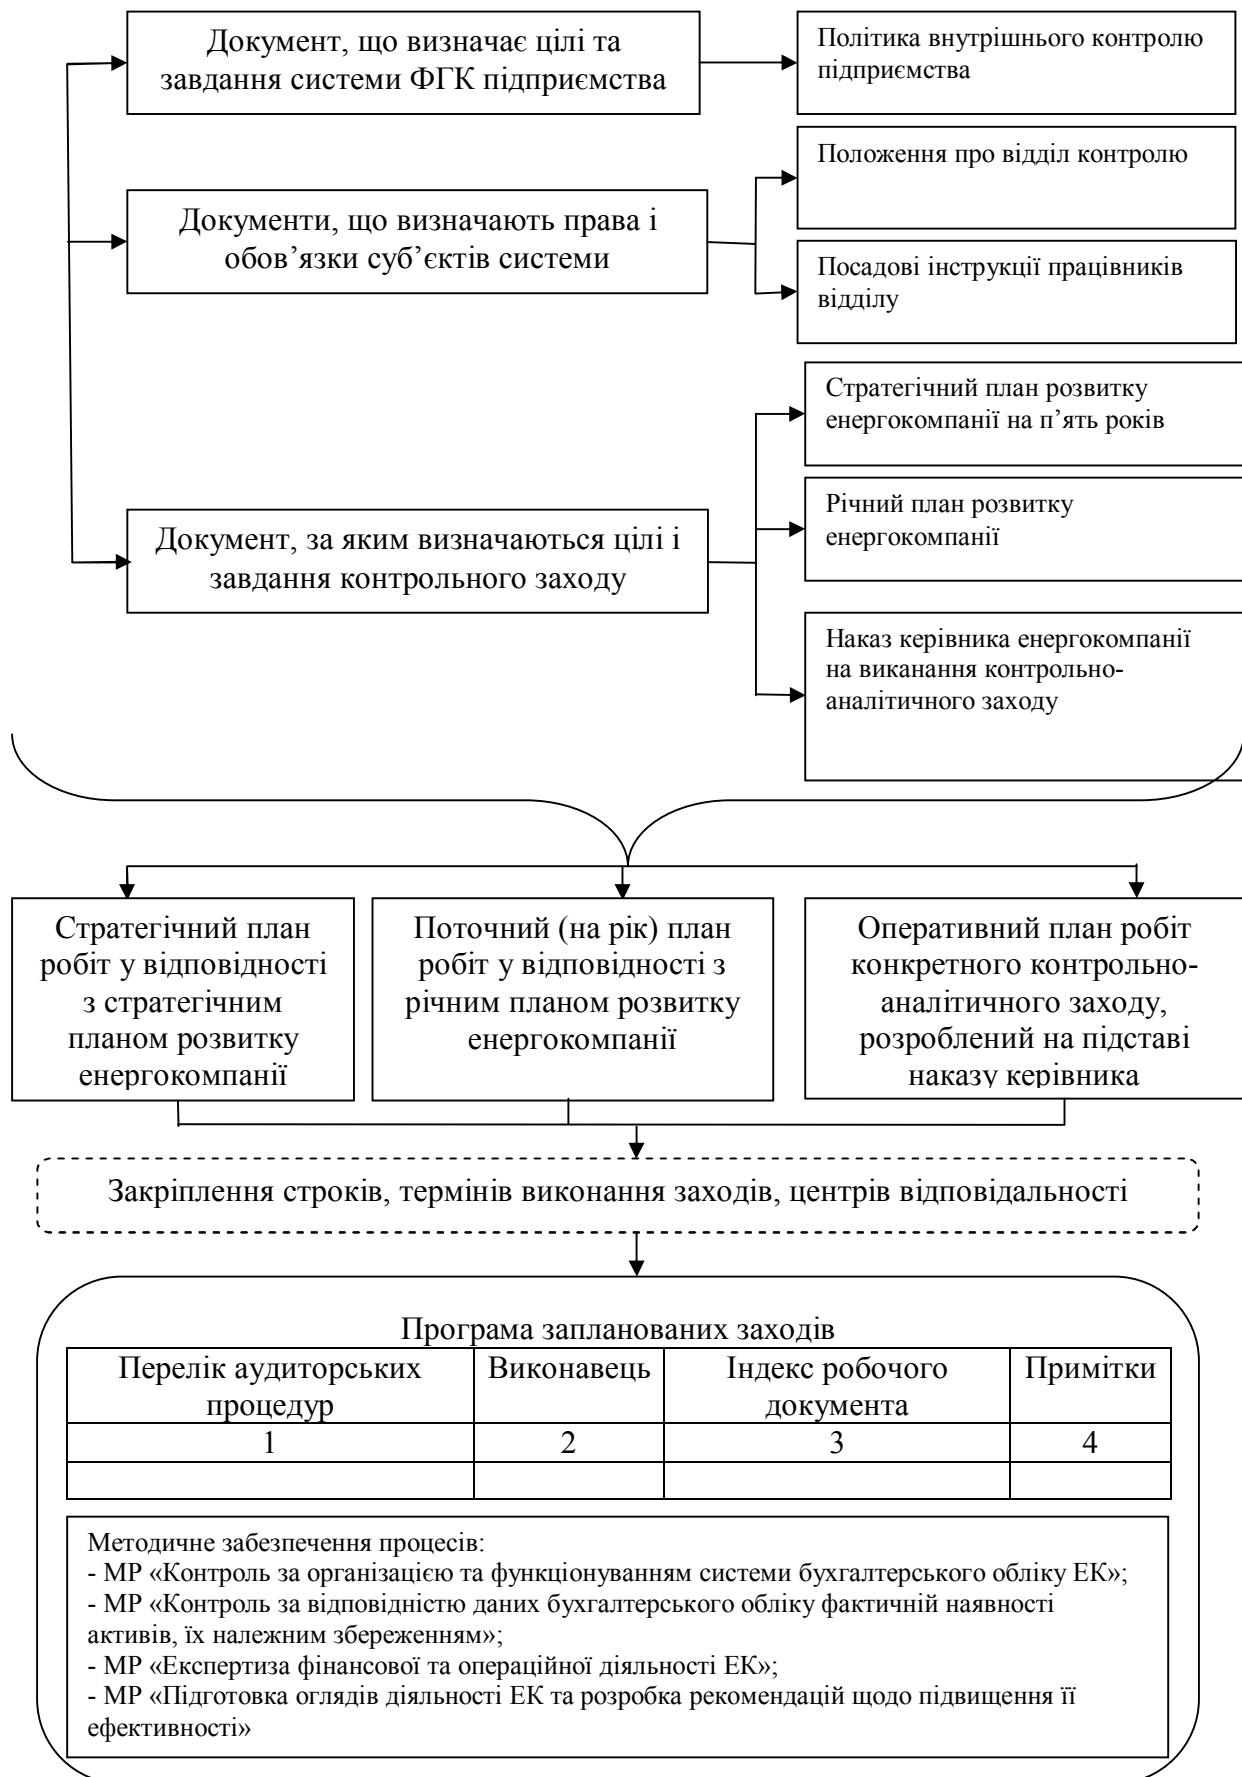 Документ, що визначає цілі та
завдання системи ФГК підприємства
Політика внутрішнього контролю
підприємства
Положення про відділ контролю
Документи, що визначають права і
обов’язки суб’єктів системи
Посадові інструкції працівників
відділу
Стратегічний план розвитку
енергокомпанії на п’ять років
Річний план розвитку
енергокомпанії
Документ, за яким визначаються цілі і
завдання контрольного заходу
Наказ керівника енергокомпанії
на виканання контрольно-
аналітичного заходу
Стратегічний план
робіт у відповідності
з стратегічним
планом розвитку
енергокомпанії
Поточний (на рік) план
робіт у відповідності з
річним планом розвитку
енергокомпанії
Оперативний план робіт
конкретного контрольно-
аналітичного заходу,
розроблений на підставі
наказу керівника
Закріплення строків, термінів виконання заходів, центрів відповідальності
Програма запланованих заходів
Перелік аудиторських
процедур
Виконавець
Індекс робочого
документа
Примітки
1
2
3
4
Методичне забезпечення процесів:
- МР «Контроль за організацією та функціонуванням системи бухгалтерського обліку ЕК»;
- МР «Контроль за відповідністю даних бухгалтерського обліку фактичній наявності
активів, їх належним збереженням»;
- МР «Експертиза фінансової та операційної діяльності ЕК»;
- МР «Підготовка оглядів діяльності ЕК та розробка рекомендацій щодо підвищення її
ефективності»